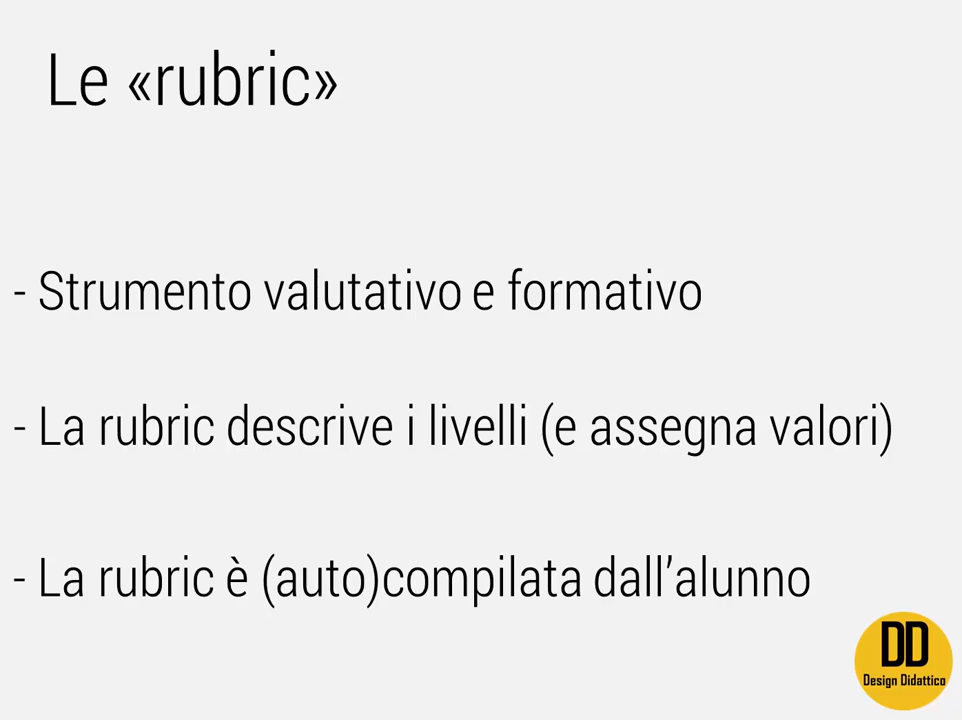 Le «rubric»
- Strumento valutativo e formativo
- La rubric descrive i livelli (e assegna valori)
- La rubric è (auto)compilata dall’alunno
DD
Design Didattico